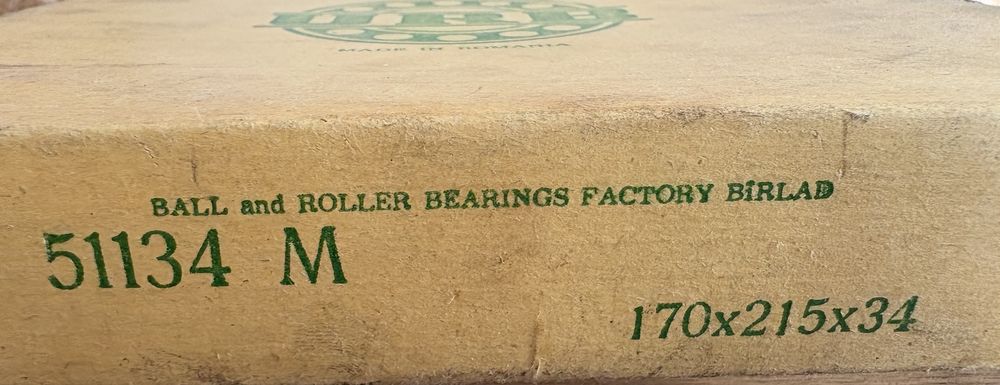 MADE IN ROMANIA
BALL and ROLLER BEARINGS FACTORY BÎRLAD
51134 M
170x215x34